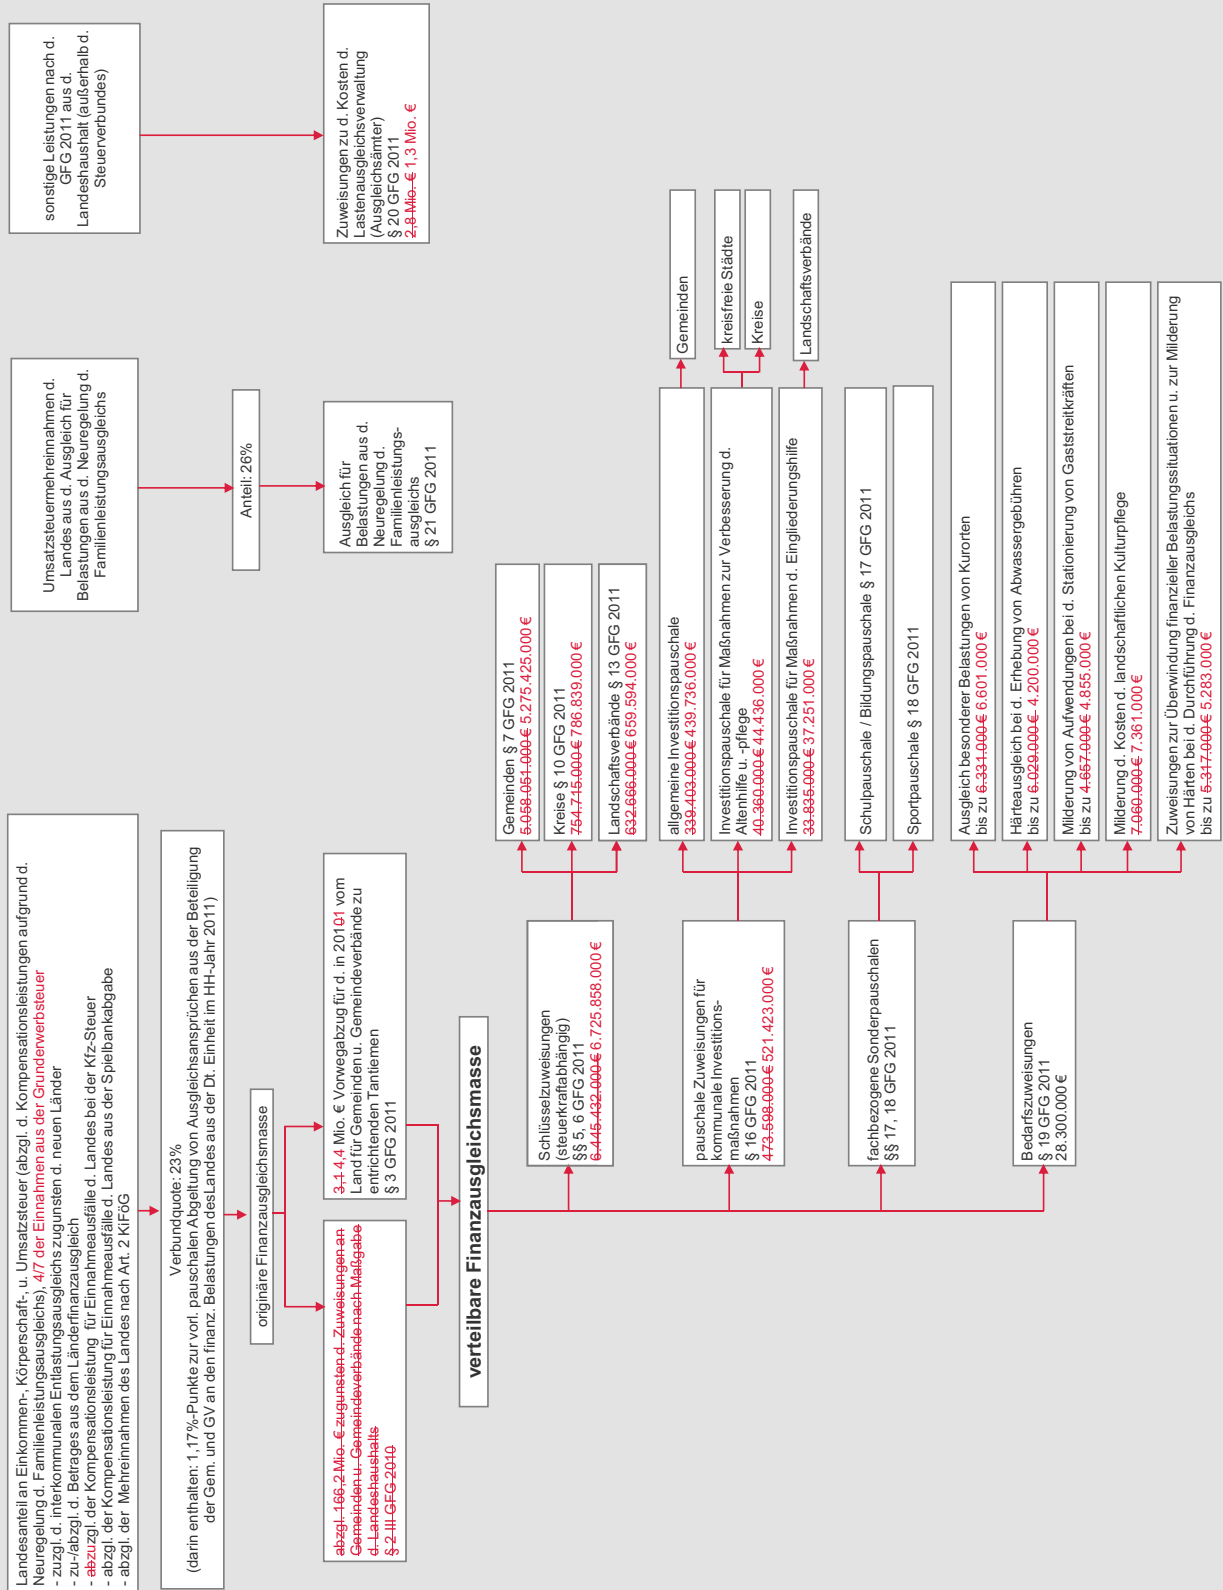 Landesanteil an Einkommen-, Körperschaft-, u. Umsatzsteuer (abzgl. d. Kompensationsleistungen aufgrund d.
Neuregelung d. Familienleistungsausgleichs), 4/7 der Einnahmen aus der Grunderwerbsteuer
- zuzgl. d. interkommunalen Entlastungsausgleichs zugunsten d. neuen Länder
- zu-/abzgl. d. Betrages aus dem Länderfinanzausgleich
- abzuzgl. der Kompensationsleistung für Einnahmeausfälle d. Landes bei der Kfz-Steuer
- abzgl. der Kompensationsleistung für Einnahmeausfälle d. Landes aus der Spielbankabgabe
- abzgl. der Mehreinnahmen des Landes nach Art. 2 KiFöG
Umsatzsteuermehreinnahmen d.
Landes aus d. Ausgleich für
Belastungen aus d. Neuregelung d.
Familienleistungsausgleichs
sonstige Leistungen nach d.
GFG 2011 aus d.
Landeshaushalt (außerhalb d.
Steuerverbundes)
Verbundquote: 23%
(darin enthalten: 1,17%-Punkte zur vorl. pauschalen Abgeltung von Ausgleichsansprüchen aus der Beteiligung
der Gem. und GV an den finanz. Belastungen desLandes aus der Dt. Einheit im HH-Jahr 2011)
Anteil: 26%
originäre Finanzausgleichsmasse
abzgl. 166,2 Mio. € zugunsten d. Zuweisungen an
Gemeinden u. Gemeindeverbände nach Maßgabe
d. Landeshaushalts
§ 2 III GFG 2010
3,1 4,4 Mio. € Vorwegabzug für d. in 20101 vom
Land für Gemeinden u. Gemeindeverbände zu
entrichtenden Tantiemen
§ 3 GFG 2011
Ausgleich für
Belastungen aus d.
Neuregelung d.
Familienleistungs-
ausgleichs
§ 21 GFG 2011
Zuweisungen zu d. Kosten d.
Lastenausgleichsverwaltung
(Ausgleichsämter)
§ 20 GFG 2011
2,8 Mio. € 1,3 Mio. €
verteilbare Finanzausgleichsmasse
Schlüsselzuweisungen
(steuerkraftabhängig)
§§ 5, 6 GFG 2011
6.445.432.000 € 6.725.858.000 €
Gemeinden § 7 GFG 2011
5.058.051.000 € 5.275.425.000 €
Kreise § 10 GFG 2011
754.715.000 € 786.839.000 €
Landschaftsverbände § 13 GFG 2011
632.666.000 € 659.594.000 €
pauschale Zuweisungen für
kommunale Investitions-
maßnahmen
§ 16 GFG 2011
473.598.000 € 521.423.000 €
allgemeine Investitionspauschale
339.403.000 € 439.736.000 €
Gemeinden
Investitionspauschale für Maßnahmen zur Verbesserung d.
Altenhilfe u. -pflege
40.360.000 € 44.436.000 €
kreisfreie Städte
Kreise
Investitionspauschale für Maßnahmen d. Eingliederungshilfe
33.835.000 € 37.251.000 €
Landschaftsverbände
fachbezogene Sonderpauschalen
§§ 17, 18 GFG 2011
Schulpauschale / Bildungspauschale § 17 GFG 2011
Sportpauschale § 18 GFG 2011
Bedarfszuweisungen
§ 19 GFG 2011
28.300.000 €
Ausgleich besonderer Belastungen von Kurorten
bis zu 6.331.000 € 6.601.000 €
Härteausgleich bei d. Erhebung von Abwassergebühren
bis zu 6.029.000 € 4.200.000 €
Milderung von Aufwendungen bei d. Stationierung von Gaststreitkräften
bis zu 4.657.000 € 4.855.000 €
Milderung d. Kosten d. landschaftlichen Kulturpflege
7.060.000 € 7.361.000 €
Zuweisungen zur Überwindung finanzieller Belastungssituationen u. zur Milderung
von Härten bei d. Durchführung d. Finanzausgleichs
bis zu 5.317.000 € 5.283.000 €